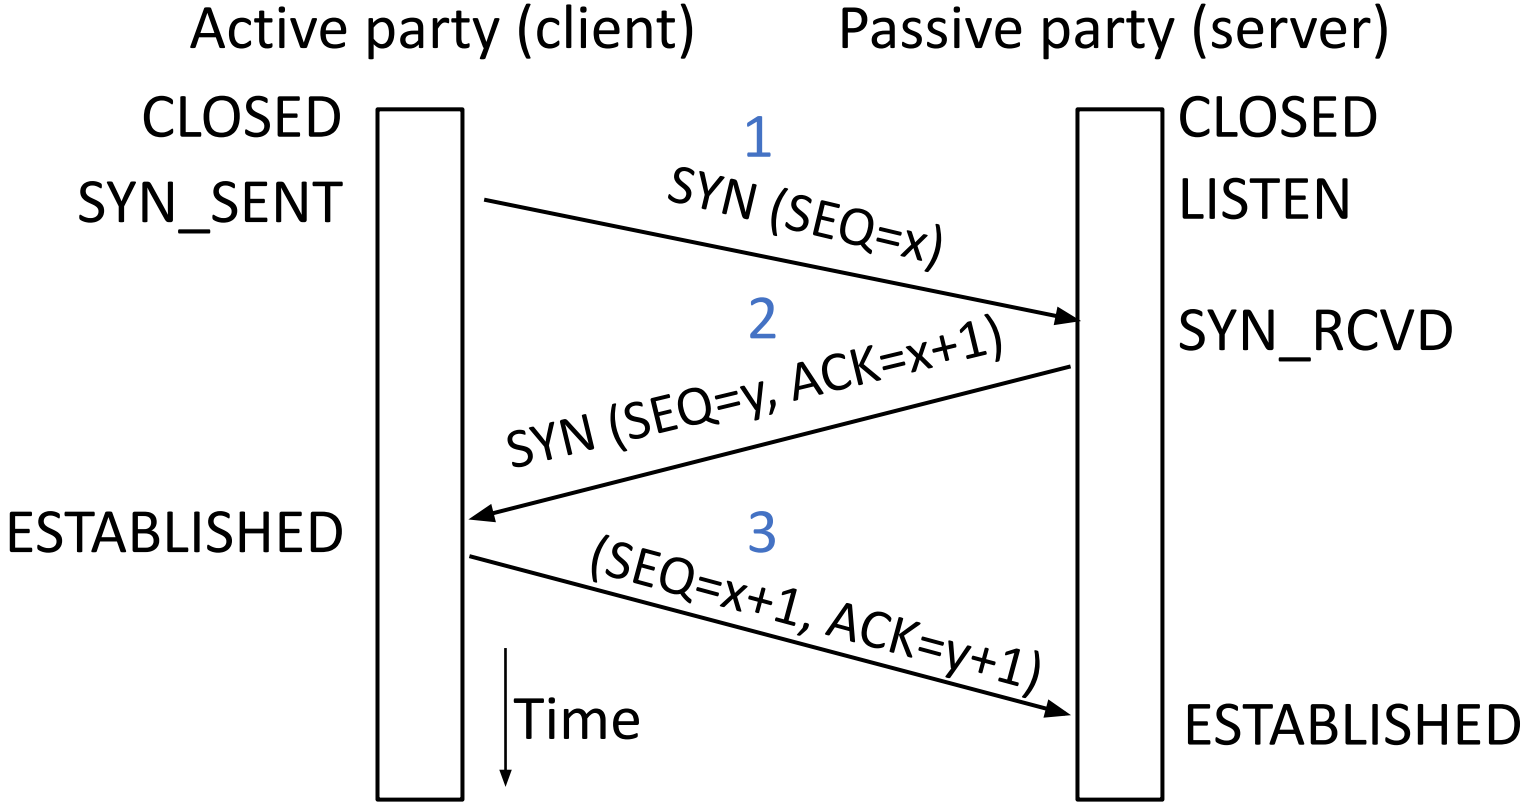 Active party (client)
Passive party (server)
CLOSED
CLOSED
1
SYN_SENT
SYN (SEQ=x)
LISTEN
2
SYN_RCVD
SYN (SEQ=y, ACK=x+1)
ESTABLISHED
3
(SEQ=x+1, ACK=y+1)
Time
ESTABLISHED